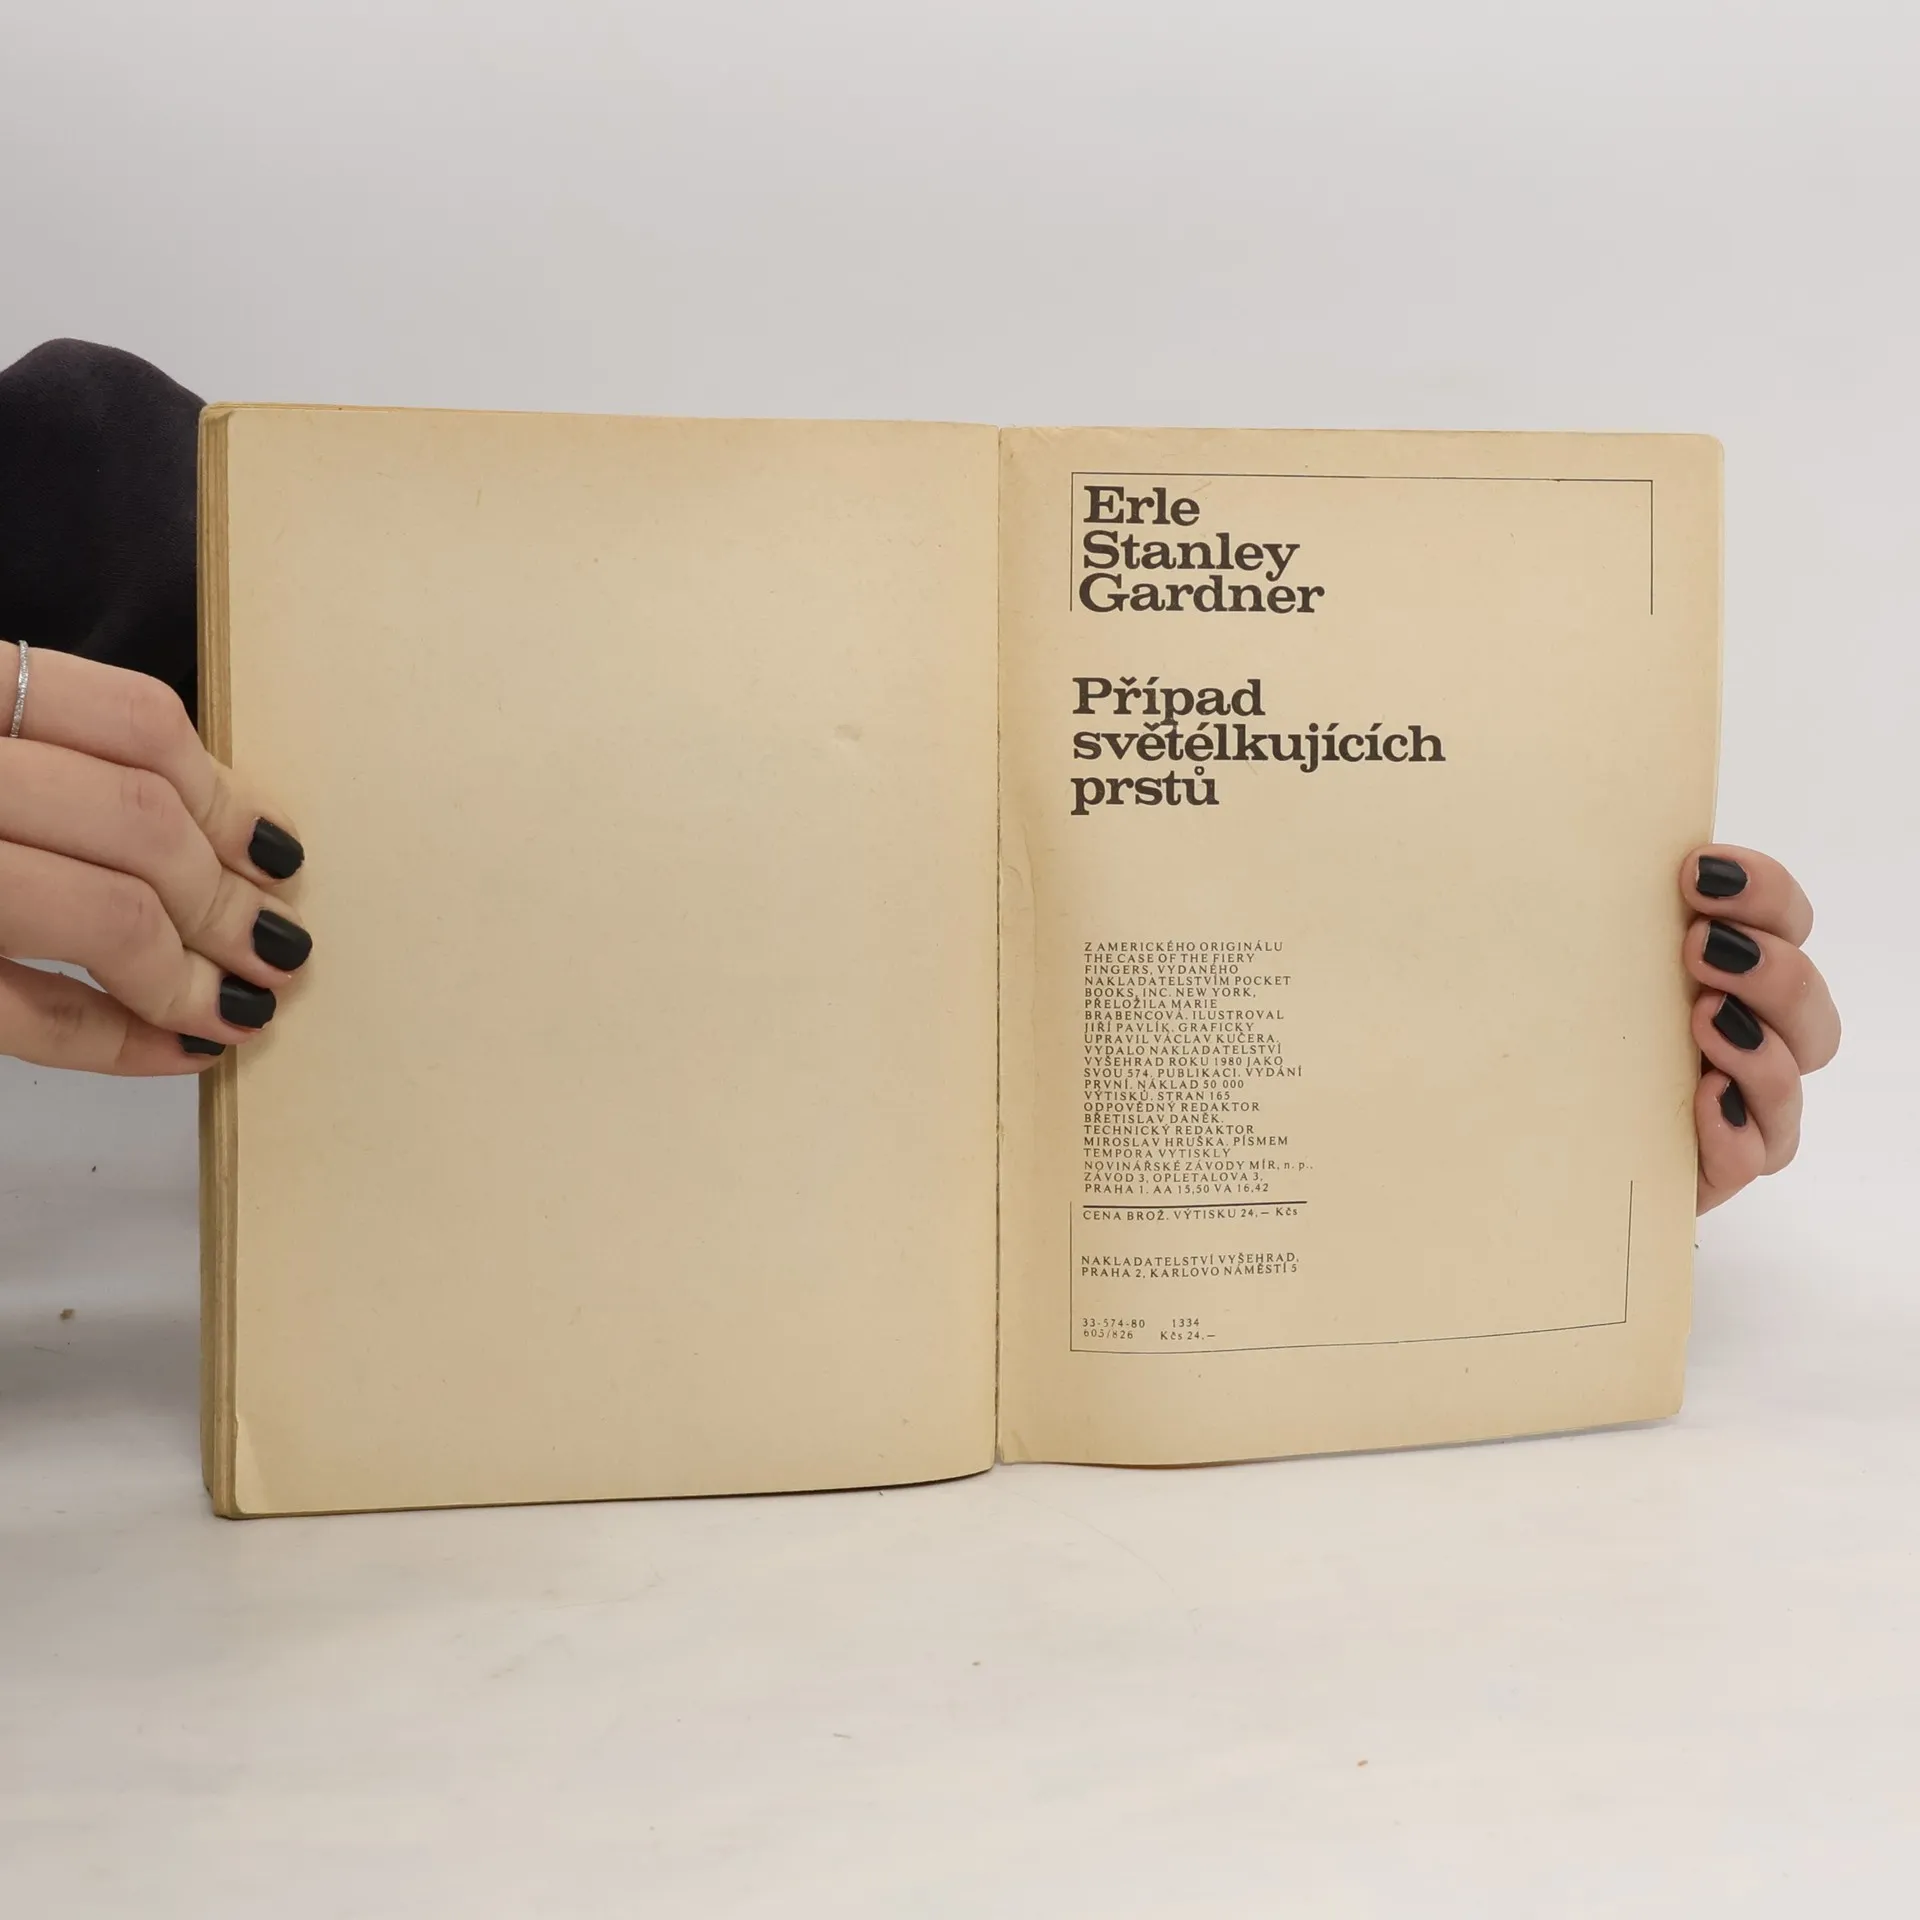 Erle
Stanley
Gardner
Případ
světélkujících
prstů
Z AMERICKÉHO ORIGINÁLU
THE CASE OF THE FIERY
FINGERS, VYDANÉHO
NAKLADATELSTVÍM POCKET
BOOKS, INC. NEW YORK,
PŘELOŽILA MARIE
BRABENCOVÁ. ILUSTROVAL
JIŘÍ PAVLÍK. GRAFICKY
UPRAVIL VÁCLAV KUČERA.
VYDALO NAKLADATELSTVÍ
VYŠEHRAD ROKU 1980 JAKO
SVOU 574. PUBLIKACI. VYDÁNÍ
PRVNÍ. NÁKLAD 50 000
VÝTISKŮ. STRAN 165
ODPOVĚDNÝ REDAKTOR
BŘETISLAV DANĚK.
TECHNICKÝ REDAKTOR
MIROSLAV HRUŠKA. PÍSMEM
TEMPORA VYTISKLY
NOVINÁŘSKÉ ZÁVODY MÍR, n. p.,
ZÁVOD 3, OPLETALOVA 3,
PRAHA 1. AA 15,50 VA 16,42
CENA BROŽ. VÝTISKU 24,— Kčs
NAKLADATELSTVÍ VYŠEHRAD,
PRAHA 2, KARLOVO NÁMĚSTÍ 5
33-574-80 1334
605/826 Kčs 24,—